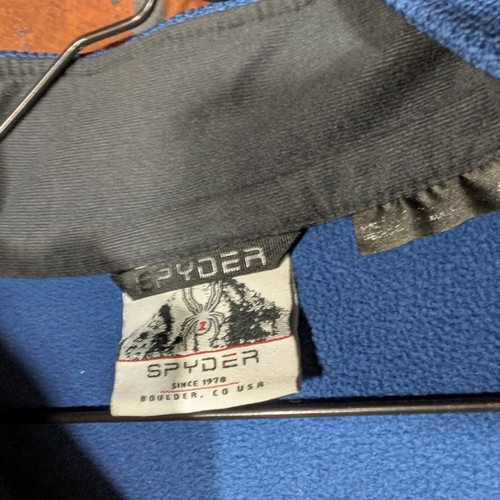 SPYDER
SPYDER
SINCE 1978
BOULDER, CO USA